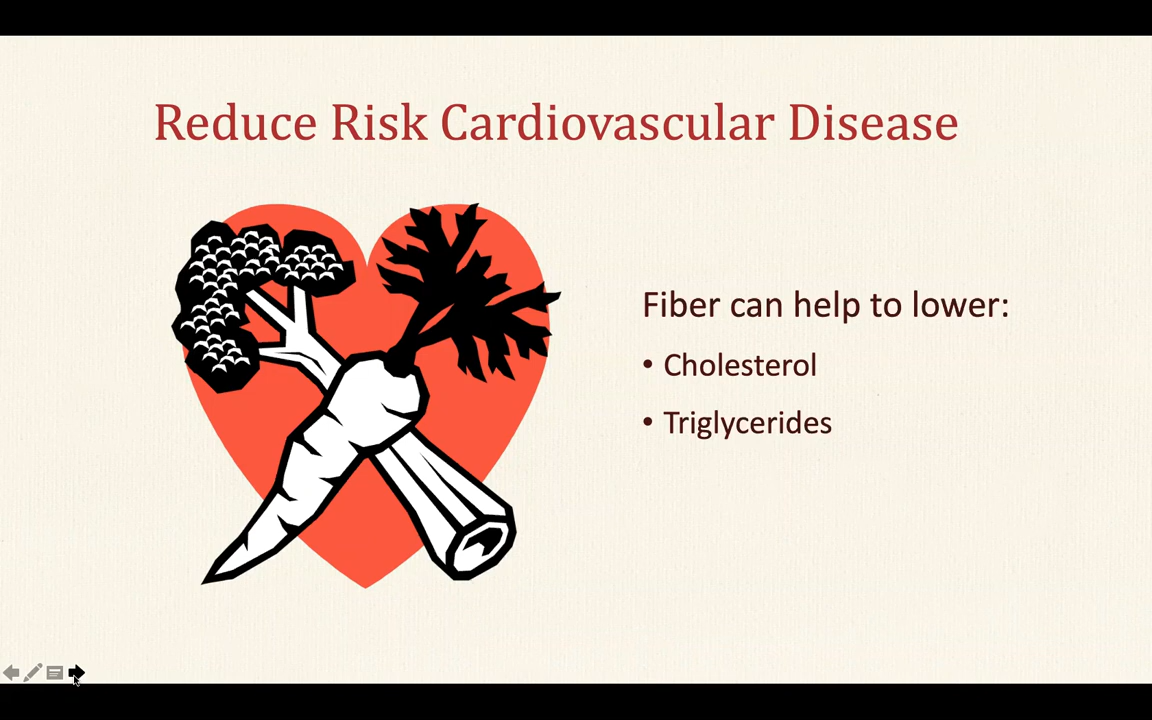 Reduce Risk Cardiovascular Disease
Fiber can help to lower:
• Cholesterol
• Triglycerides